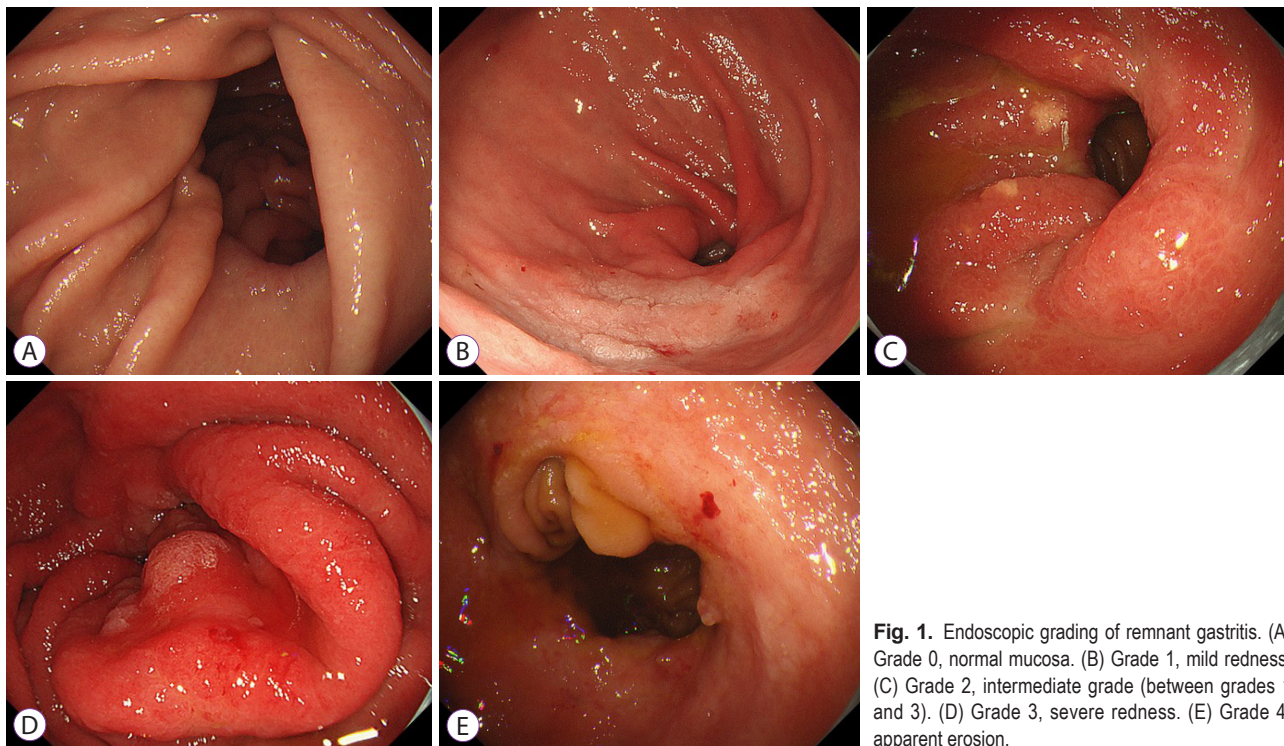 A
B
C
D
E
Fig. 1. Endoscopic grading of remnant gastritis. (A
Grade 0, normal mucosa. (B) Grade 1, mild redness
(C) Grade 2, intermediate grade (between grades
and 3). (D) Grade 3, severe redness. (E) Grade 4
apparent erosion.